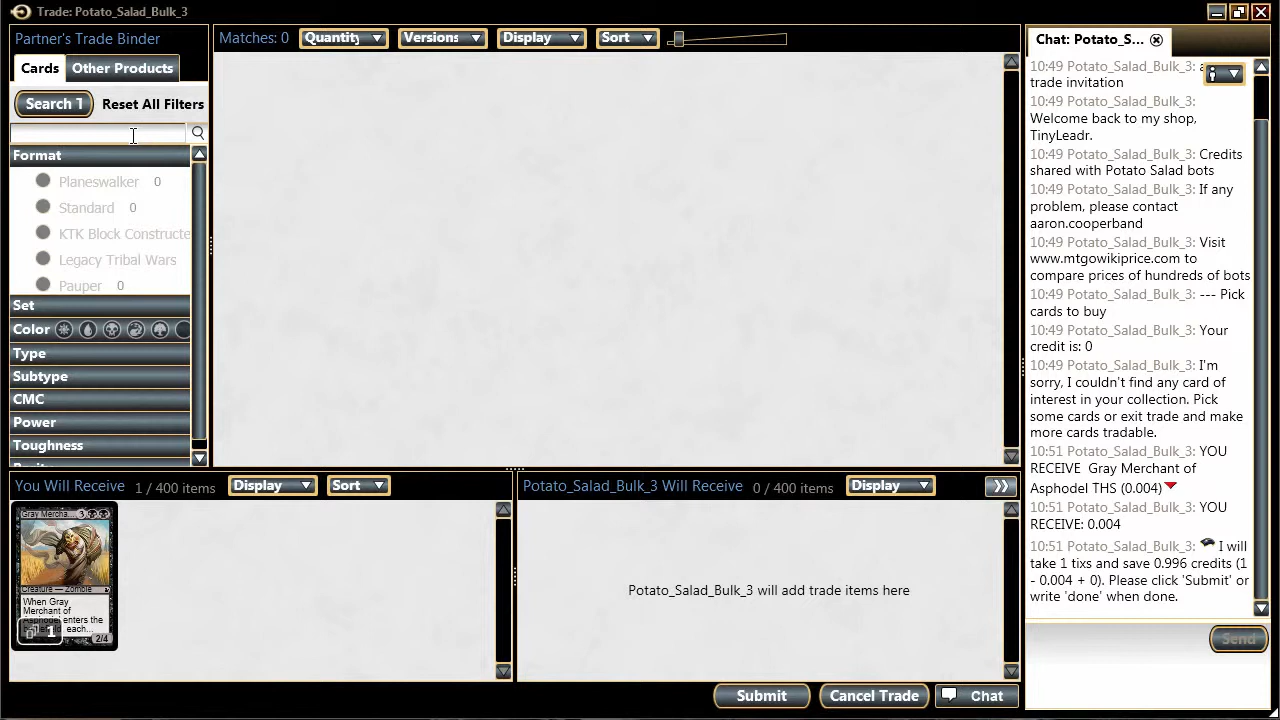 Trade: Potato_Salad_Bulk_3
Partner's Trade Binder
Cards Other Products
Search T Reset All Filters
Format
Planeswalker 0
Standard 0
KTK Block Constructe
Legacy Tribal Wars
Pauper 0
Set
Color
Type
Subtype
CMC
Power
Toughness
Matches: 0 Quantity Versions Display Sort
You Will Receive 1 / 400 items Display Sort
Gray Mercha...
Creature — Zombie
When Gray
Merchant of
Asphodel enters the
each...
1
2/4
Potato_Salad_Bulk_3 Will Receive 0 / 400 items Display
Potato_Salad_Bulk_3 will add trade items here
Submit Cancel Trade Chat
Chat: Potato_S...
10:49 Potato_Salad_Bulk_3:
trade invitation
10:49 Potato_Salad_Bulk_3:
Welcome back to my shop,
TinyLeadr.
10:49 Potato_Salad_Bulk_3: Credits
shared with Potato Salad bots
10:49 Potato_Salad_Bulk_3: If any
problem, please contact
aaron.cooperband
10:49 Potato_Salad_Bulk_3: Visit
www.mtgowikiprice.com to
compare prices of hundreds of bots
10:49 Potato_Salad_Bulk_3: --- Pick
cards to buy
10:49 Potato_Salad_Bulk_3: Your
credit is: 0
10:49 Potato_Salad_Bulk_3: I'm
sorry, I couldn't find any card of
interest in your collection. Pick
some cards or exit trade and make
more cards tradable.
10:51 Potato_Salad_Bulk_3: YOU
RECEIVE Gray Merchant of
Asphodel THS (0.004)
10:51 Potato_Salad_Bulk_3: YOU
RECEIVE: 0.004
10:51 Potato_Salad_Bulk_3: I will
take 1 tixs and save 0.996 credits (1
- 0.004 + 0). Please click 'Submit' or
write 'done' when done.
Send